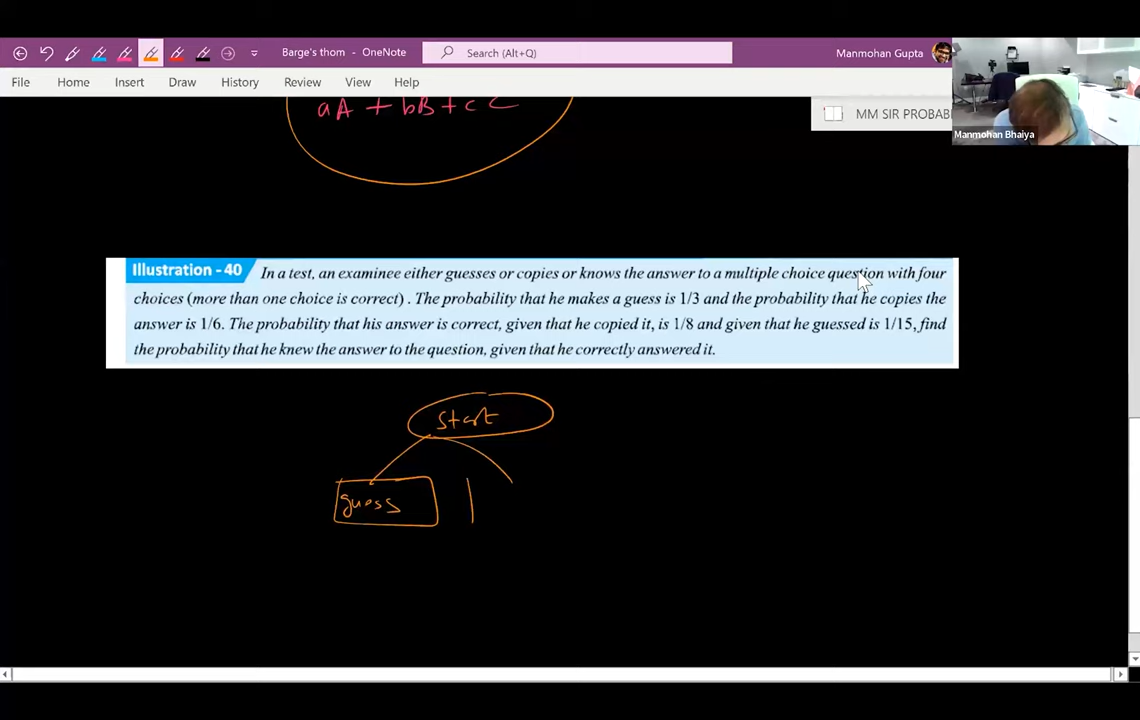 Barge's thom - OneNote
Search (Alt+Q)
Manmohan Gupta
File Home Insert Draw History Review View Help
aA + bB + cC
MM SIR PROBAB
Manmohan Bhaiya
Illustration - 40 In a test, an examinee either guesses or copies or knows the answer to a multiple choice question with four
choices (more than one choice is correct) . The probability that he makes a guess is 1/3 and the probability that he copies the
answer is 1/6. The probability that his answer is correct, given that he copied it, is 1/8 and given that he guessed is 1/15, find
the probability that he knew the answer to the question, given that he correctly answered it.
Start
guess